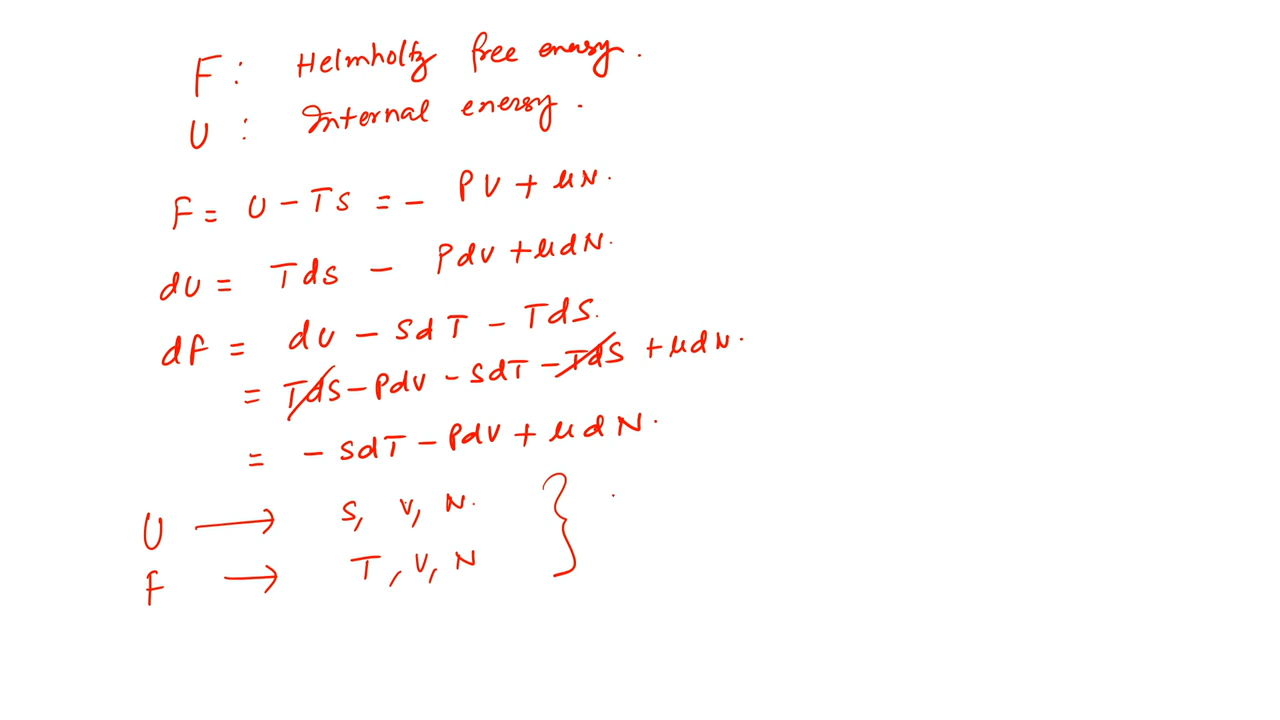 F : Helmholtz free energy.
U : Internal energy.
F = U - TS = - PV + μN.
dU = TdS - PdV + μdN.
dF = dU - SdT - TdS.
= TdS - PdV - SdT - TdS + μdN.
= - SdT - PdV + μdN.
U → S, V, N.
F → T, V, N